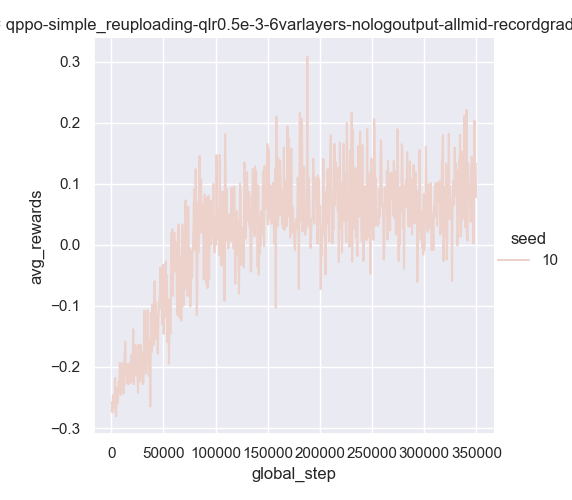 qppo-simple_reuploading-qlr0.5e-3-6varlayers-nologoutput-allmid-recordgrad
0.3
0.2
0.1
0.0
−0.1
−0.2
−0.3
avg_rewards
0 50000 100000 150000 200000 250000 300000 350000
global_step
seed
10